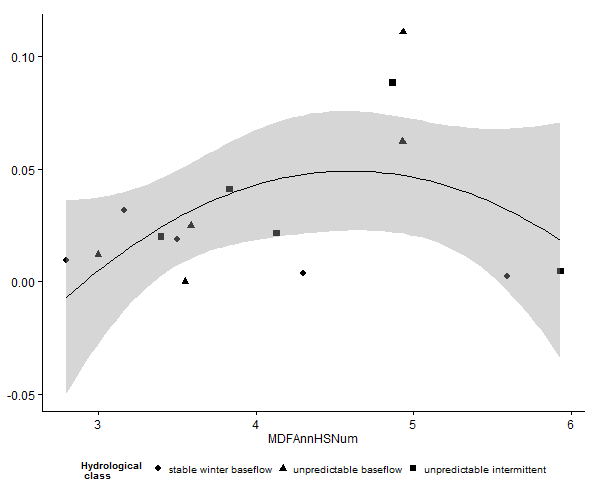 0.10
0.05
0.00
-0.05
3 4 5 6
MDFAnnHSNum
Hydrological
class
stable winter baseflow unpredictable baseflow unpredictable intermittent